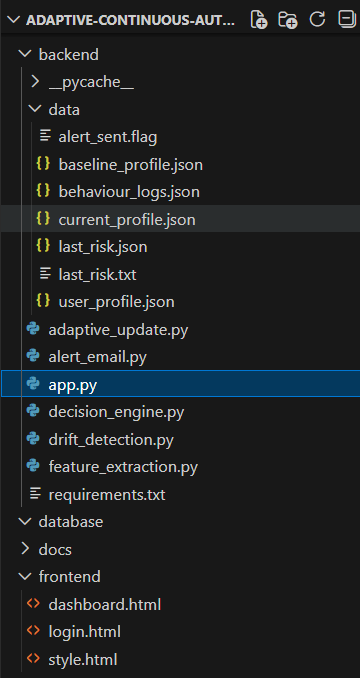 ADAPTIVE-CONTINUOUS-AUT...
backend
__pycache__
data
alert_sent.flag
{} baseline_profile.json
{} behaviour_logs.json
{} current_profile.json
{} last_risk.json
last_risk.txt
{} user_profile.json
adaptive_update.py
alert_email.py
app.py
decision_engine.py
drift_detection.py
feature_extraction.py
requirements.txt
database
docs
frontend
<> dashboard.html
<> login.html
<> style.html